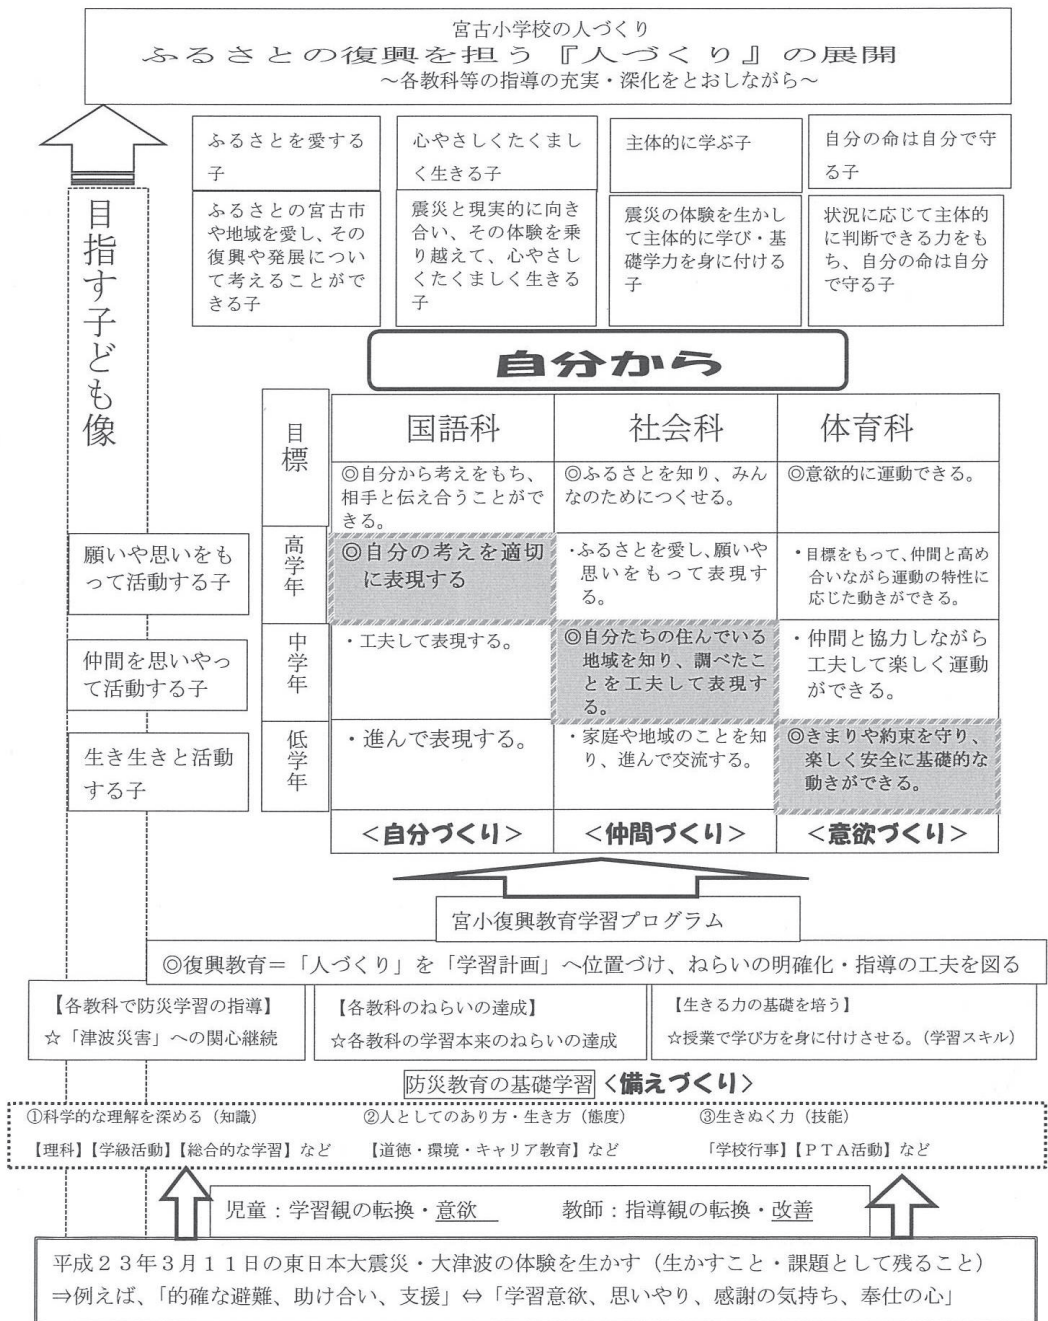 宮古小学校の人づくり
ふるさとの復興を担う『人づくり』の展開
~各教科等の指導の充実・深化をとおしながら~
目指す子ども像
ふるさとを愛する
子
心やさしくたくまし
く生きる子
主体的に学ぶ子
自分の命は自分で守
る子
ふるさとの宮古市
や地域を愛し、その
復興や発展につい
て考えることがで
きる子
震災と現実的に向き
合い、その体験を乗
り越えて、心やさし
くたくましく生きる
子
震災の体験を生かし
て主体的に学び・基
礎学力を身に付ける
子
状況に応じて主体的
に判断できる力をも
ち、自分の命は自分
で守る子
自分から
目標
国語科
社会科
体育科
◎自分から考えをもち、
相手と伝え合うことがで
きる。
◎ふるさとを知り、みん
なのためにつくせる。
◎意欲的に運動できる。
願いや思いをも
って活動する子
高学年
◎自分の考えを適切
に表現する
・ふるさとを愛し、願いや
思いをもって表現す
る。
・目標をもって、仲間と高め
合いながら運動の特性に
応じた動きができる。
仲間を思いやっ
て活動する子
中学年
・工夫して表現する。
◎自分たちの住んでいる
地域を知り、調べたこ
とを工夫して表現す
る。
・仲間と協力しながら
工夫して楽しく運動
ができる。
生き生きと活動
する子
低学年
・進んで表現する。
・家庭や地域のことを知
り、進んで交流する。
◎きまりや約束を守り、
楽しく安全に基礎的な
動きができる。
<自分づくり>
<仲間づくり>
<意欲づくり>
宮小復興教育学習プログラム
◎復興教育=「人づくり」を「学習計画」へ位置づけ、ねらいの明確化・指導の工夫を図る
【各教科で防災学習の指導】
☆「津波災害」への関心継続
【各教科のねらいの達成】
☆各教科の学習本来のねらいの達成
【生きる力の基礎を培う】
☆授業で学び方を身に付けさせる。(学習スキル)
防災教育の基礎学習<備えづくり>
①科学的な理解を深める(知識)
【理科】【学級活動】【総合的な学習】など
②人としてのあり方・生き方(態度)
【道徳・環境・キャリア教育】など
③生きぬく力(技能)
「学校行事】【PTA活動】など
児童:学習観の転換・意欲 教師:指導観の転換・改善
平成23年3月11日の東日本大震災・大津波の体験を生かす(生かすこと・課題として残ること)
⇒例えば、「的確な避難、助け合い、支援」⇔「学習意欲、思いやり、感謝の気持ち、奉仕の心」